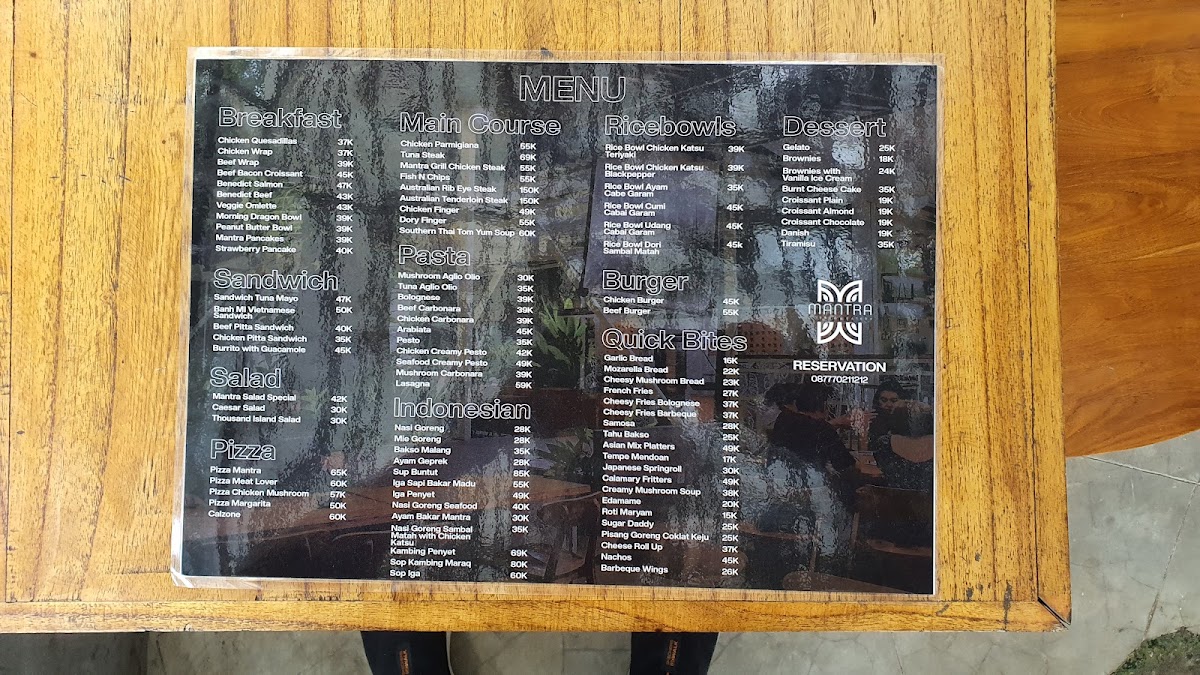 MENU
Breakfast
Chicken Quesadillas 37K
Chicken Wrap 37K
Beef Wrap 39K
Beef Bacon Croissant 45K
Benedict Salmon 47K
Benedict Beef 43K
Veggie Omlette 43K
Morning Dragon Bowl 39K
Peanut Butter Bowl 39K
Mantra Pancakes 39K
Strawberry Pancake 40K
Sandwich
Sandwich Tuna Mayo 47K
Banh Mi Vietnamese 50K
Sandwich
Beef Pitta Sandwich 40K
Chicken Pitta Sandwich 35K
Burrito with Guacamole 45K
Salad
Mantra Salad Special 42K
Caesar Salad 30K
Thousand Island Salad 30K
Pizza
Pizza Mantra 65K
Pizza Meat Lover 60K
Pizza Chicken Mushroom 57K
Pizza Margarita 50K
Calzone 60K
Main Course
Chicken Parmigiana 55K
Tuna Steak 69K
Mantra Grill Chicken Steak 55K
Fish N Chips 55K
Australian Rib Eye Steak 150K
Australian Tenderloin Steak 150K
Chicken Finger 49K
Dory Finger 55K
Southern Thai Tom Yum Soup 60K
Pasta
Mushroom Aglio Olio 30K
Tuna Aglio Olio 35K
Bolognese 39K
Beef Carbonara 39K
Chicken Carbonara 39K
Arabiata 45K
Pesto 35K
Chicken Creamy Pesto 42K
Seafood Creamy Pesto 49K
Mushroom Carbonara 39K
Lasagna 59K
Indonesian
Nasi Goreng 28K
Mie Goreng 28K
Bakso Malang 35K
Ayam Geprek 28K
Sup Buntut 85K
Iga Sapi Bakar Madu 55K
Iga Penyet 49K
Nasi Goreng Seafood 40K
Ayam Bakar Mantra 30K
Nasi Goreng Sambal 35K
Matah with Chicken
Katsu
Kambing Penyet 69K
Sop Kambing Maraq 80K
Sop Iga 60K
Ricebowls
Rice Bowl Chicken Katsu 39K
Teriyaki
Rice Bowl Chicken Katsu 39K
Blackpepper
Rice Bowl Ayam 35K
Cabe Garam
Rice Bowl Cumi 45K
Cabai Garam
Rice Bowl Udang 45K
Cabai Garam
Rice Bowl Dori 45k
Sambal Matah
Burger
Chicken Burger 45K
Beef Burger 55K
Quick Bites
Garlic Bread 16K
Mozarella Bread 22K
Cheesy Mushroom Bread 23K
French Fries 27K
Cheesy Fries Bolognese 37K
Cheesy Fries Barbeque 37K
Samosa 28K
Tahu Bakso 25K
Asian Mix Platters 49K
Tempe Mendoan 17K
Japanese Springroll 30K
Calamary Fritters 49K
Creamy Mushroom Soup 38K
Edamame 20K
Roti Maryam 15K
Sugar Daddy 25K
Pisang Goreng Coklat Keju 25K
Cheese Roll Up 37K
Nachos 45K
Barbeque Wings 26K
Dessert
Gelato 25K
Brownies 18K
Brownies with 24K
Vanilla Ice Cream
Burnt Cheese Cake 35K
Croissant Plain 19K
Croissant Almond 19K
Croissant Chocolate 19K
Danish 19K
Tiramisu 35K
MANTRA
RESERVATION
087770211212